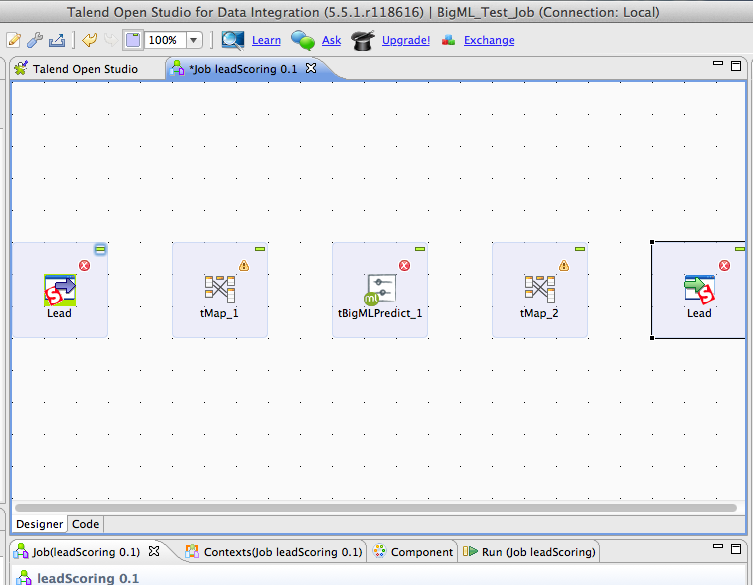 Talend Open Studio for Data Integration (5.5.1.r118616) | BigML_Test_Job (Connection: Local)
100% Learn Ask Upgrade! Exchange
Talend Open Studio *Job leadScoring 0.1
Lead tMap_1 tBigMLPredict_1 tMap_2 Lead
Designer Code
Job(leadScoring 0.1) Contexts(Job leadScoring 0.1) Component Run (Job leadScoring)
leadScoring 0.1